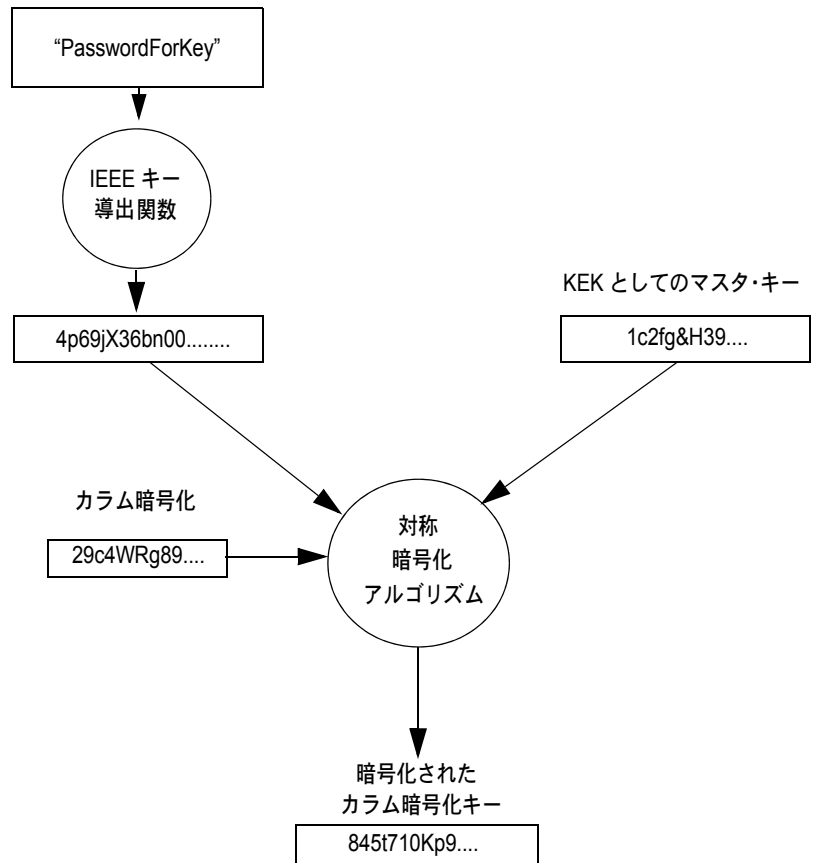 “PasswordForKey”
IEEE キー
導出関数
KEK としてのマスタ・キー
4p69jX36bn00........
1c2fg&H39....
カラム暗号化
29c4WRg89....
対称
暗号化
アルゴリズム
暗号化された
カラム暗号化キー
845t710Kp9....